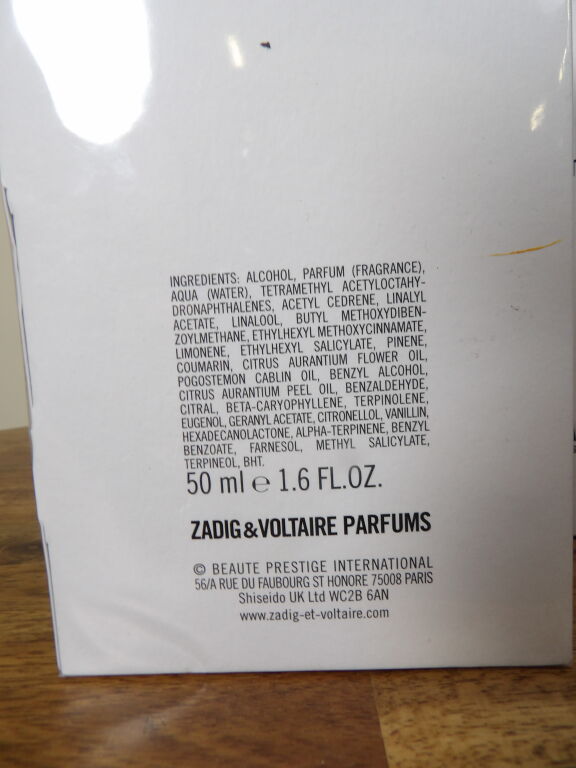 INGREDIENTS: ALCOHOL, PARFUM (FRAGRANCE),
AQUA (WATER), TETRAMETHYL ACETYLOCTAHY-
DRONAPHTHALENES, ACETYL CEDRENE, LINALYL
ACETATE, LINALOOL, BUTYL METHOXYDIBEN-
ZOYLMETHANE, ETHYLHEXYL METHOXYCINNAMATE,
LIMONENE, ETHYLHEXYL SALICYLATE, PINENE,
COUMARIN, CITRUS AURANTIUM FLOWER OIL,
POGOSTEMON CABLIN OIL, BENZYL ALCOHOL,
CITRUS AURANTIUM PEEL OIL, BENZALDEHYDE,
CITRAL, BETA-CARYOPHYLLENE, TERPINOLENE,
EUGENOL, GERANYL ACETATE, CITRONELLOL, VANILLIN,
HEXADECANOLACTONE, ALPHA-TERPINENE, BENZYL
BENZOATE, FARNESOL, METHYL SALICYLATE,
TERPINEOL, BHT.
50 ml e 1.6 FL.OZ.
ZADIG&VOLTAIRE PARFUMS
© BEAUTE PRESTIGE INTERNATIONAL
56/A RUE DU FAUBOURG ST HONORE 75008 PARIS
Shiseido UK Ltd WC2B 6AN
www.zadig-et-voltaire.com